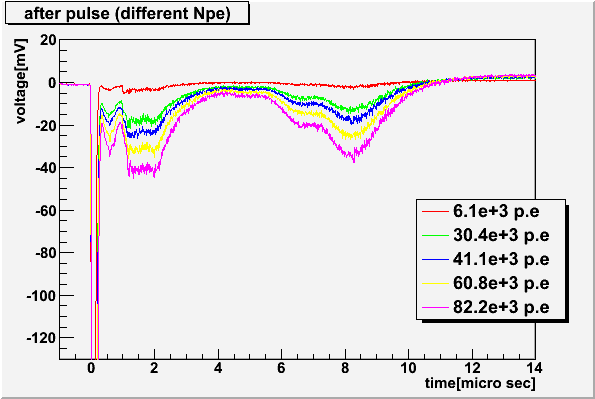 after pulse (different Npe)
voltage[mV]
20
0
-20
-40
-60
-80
-100
-120
6.1e+3 p.e
30.4e+3 p.e
41.1e+3 p.e
60.8e+3 p.e
82.2e+3 p.e
0 2 4 6 8 10 12 14
time[micro sec]